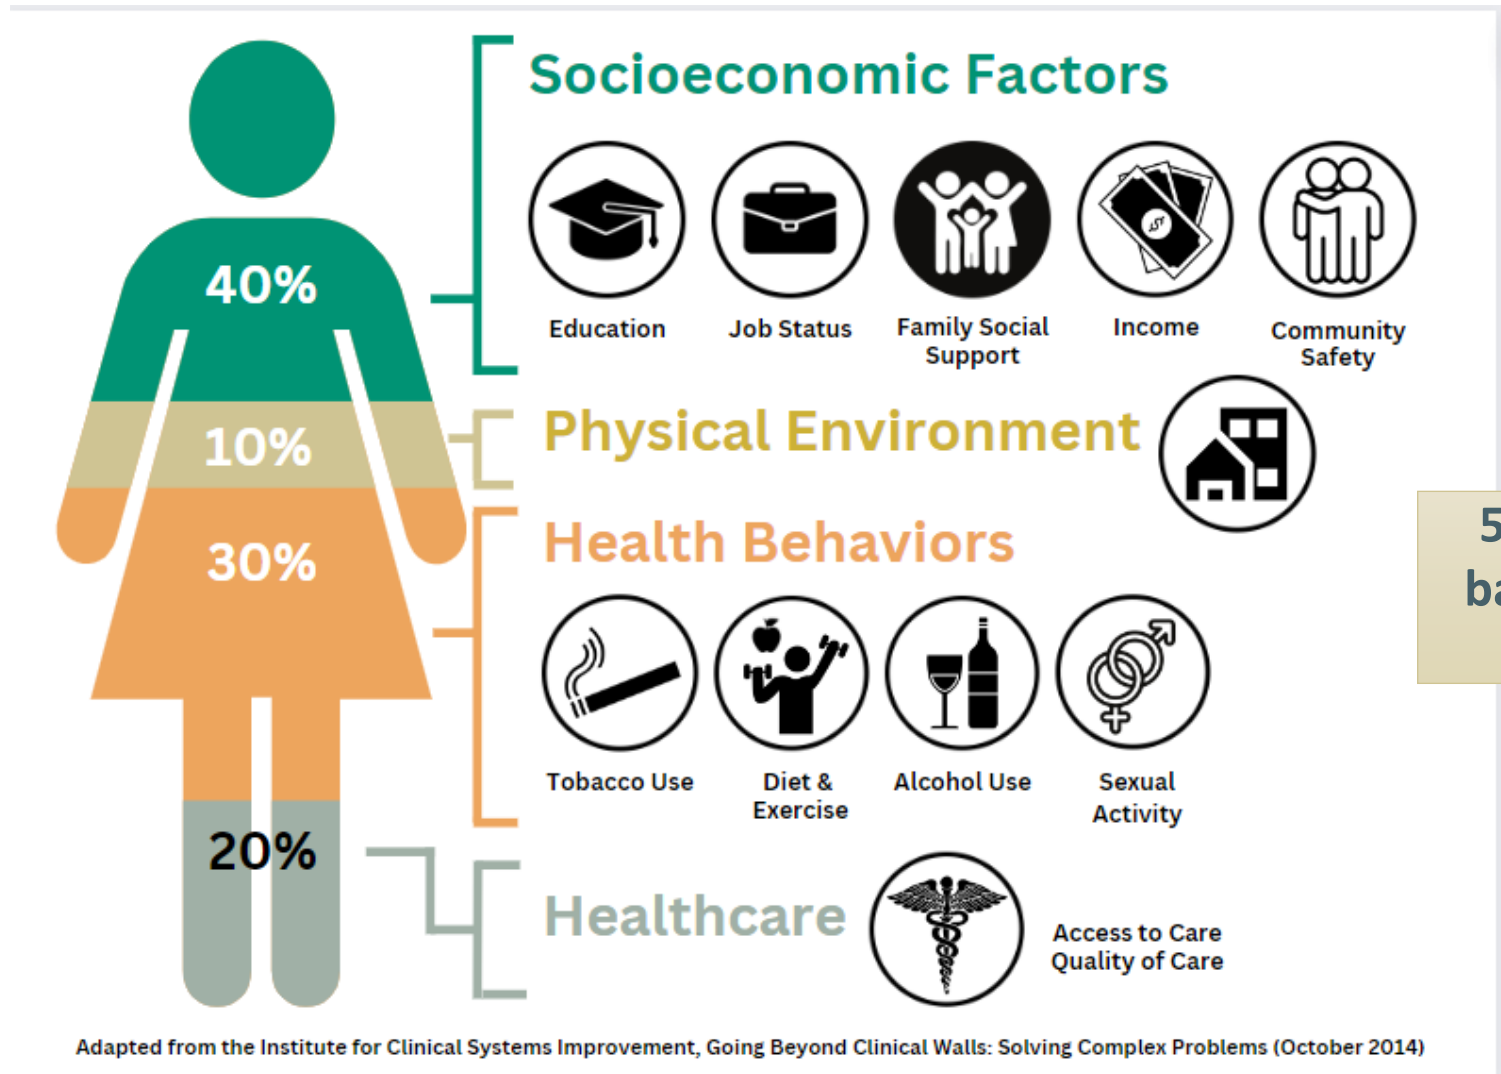 Socioeconomic Factors
40%
Education
Job Status
Family Social
Support
Income
Community
Safety
10%
Physical Environment
30%
Health Behaviors
Tobacco Use
Diet &
Exercise
Alcohol Use
Sexual
Activity
20%
Healthcare
Access to Care
Quality of Care
Adapted from the Institute for Clinical Systems Improvement, Going Beyond Clinical Walls: Solving Complex Problems (October 2014)